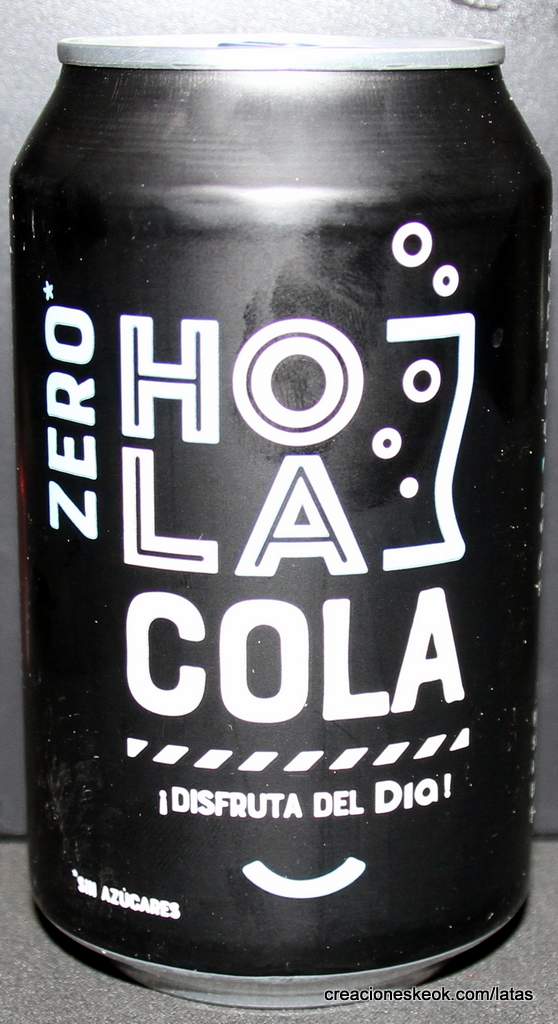 ZERO*
HO
LA
COLA
¡DISFRUTA DEL Dia!
*SIN AZÚCARES
creacioneskeok.com/latas